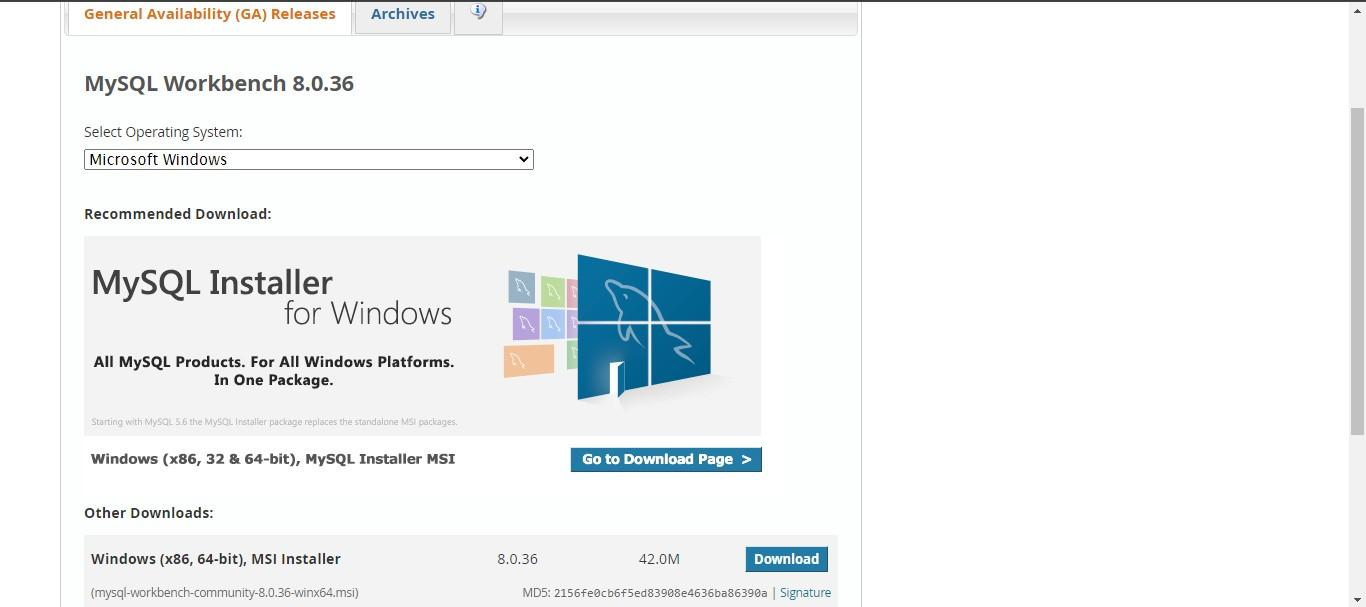 General Availability (GA) Releases
Archives
MySQL Workbench 8.0.36
Select Operating System:
Microsoft Windows
Recommended Download:
MySQL Installer
for Windows
All MySQL Products. For All Windows Platforms.
In One Package.
Starting with MySQL 5.6 the MySQL Installer package replaces the standalone MSI packages.
Windows (x86, 32 & 64-bit), MySQL Installer MSI
Go to Download Page >
Other Downloads:
Windows (x86, 64-bit), MSI Installer 8.0.36 42.0M Download
(mysql-workbench-community-8.0.36-winx64.msi) MD5: 2156fe0cb6f5ed83908e4636ba86390a | Signature